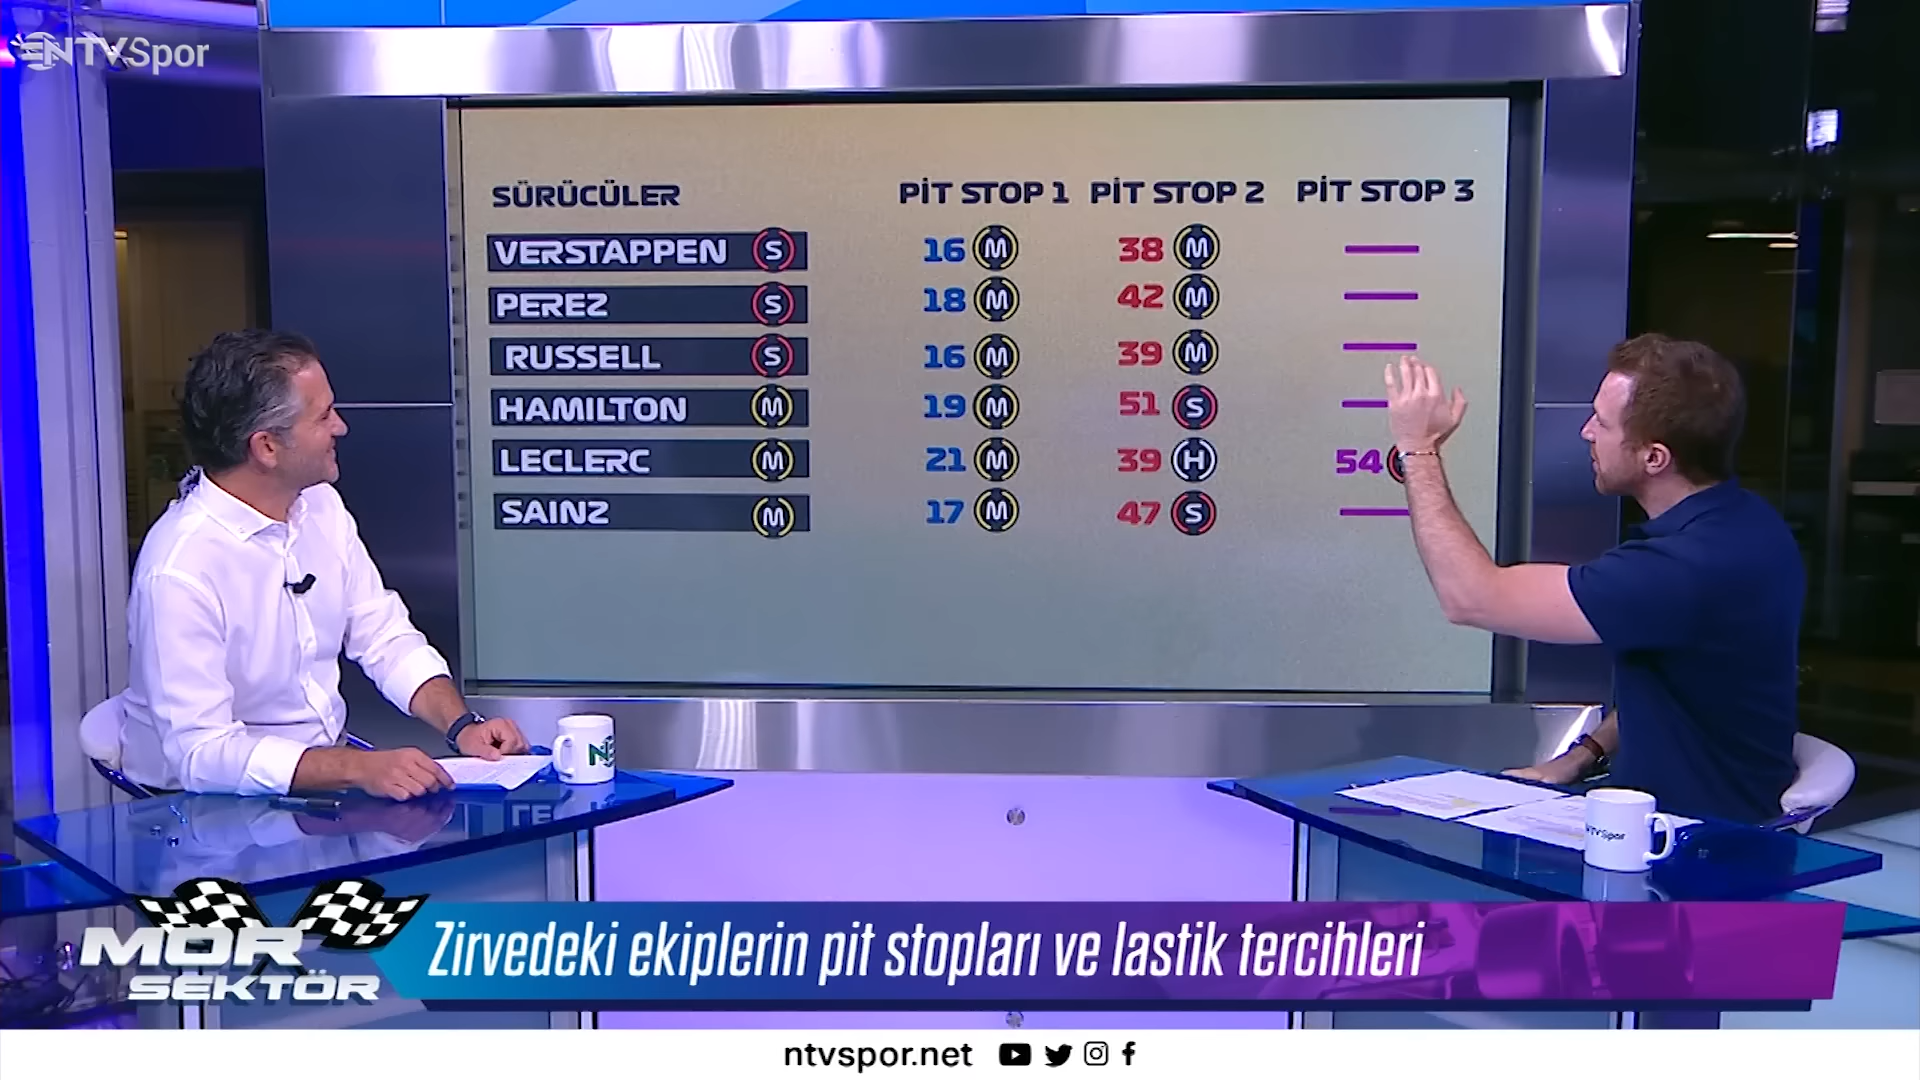 NTVSpor
SÜRÜCÜLER PİT STOP 1 PİT STOP 2 PİT STOP 3
VERSTAPPEN S 16 M 38 M
PEREZ S 18 M 42 M
RUSSELL S 16 M 39 M
HAMILTON M 19 M 51 S
LECLERC M 21 M 39 H 54
SAINZ M 17 M 47 S
NTVSpor
MOR
SEKTÖR
Zirvedeki ekiplerin pit stopları ve lastik tercihleri
ntvspor.net